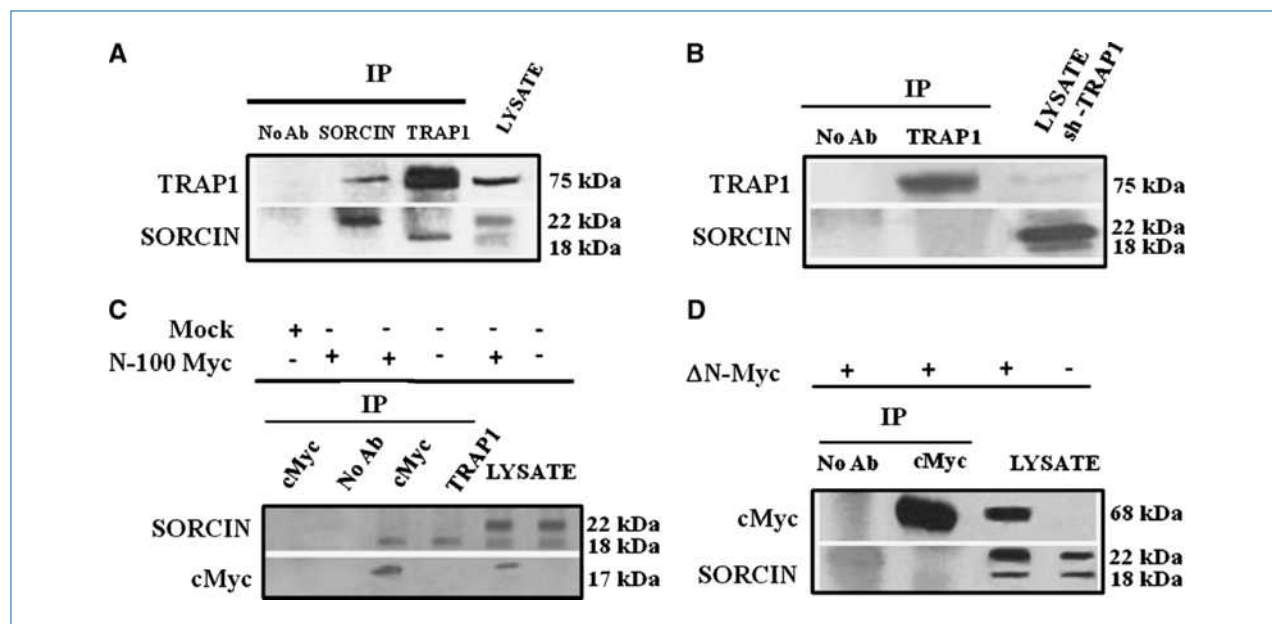 A
IP
No Ab SORCIN TRAP1 LYSATE
TRAP1 75 kDa
SORCIN 22 kDa
18 kDa
B
IP
No Ab TRAP1 LYSATE
sh-TRAP1
TRAP1 75 kDa
SORCIN 22 kDa
18 kDa
C
Mock + - - - - -
N-100 Myc - + + - + -
IP
cMyc No Ab cMyc TRAP1 LYSATE
SORCIN 22 kDa
18 kDa
cMyc 17 kDa
D
ΔN-Myc + + + -
IP
No Ab cMyc LYSATE
cMyc 68 kDa
SORCIN 22 kDa
18 kDa